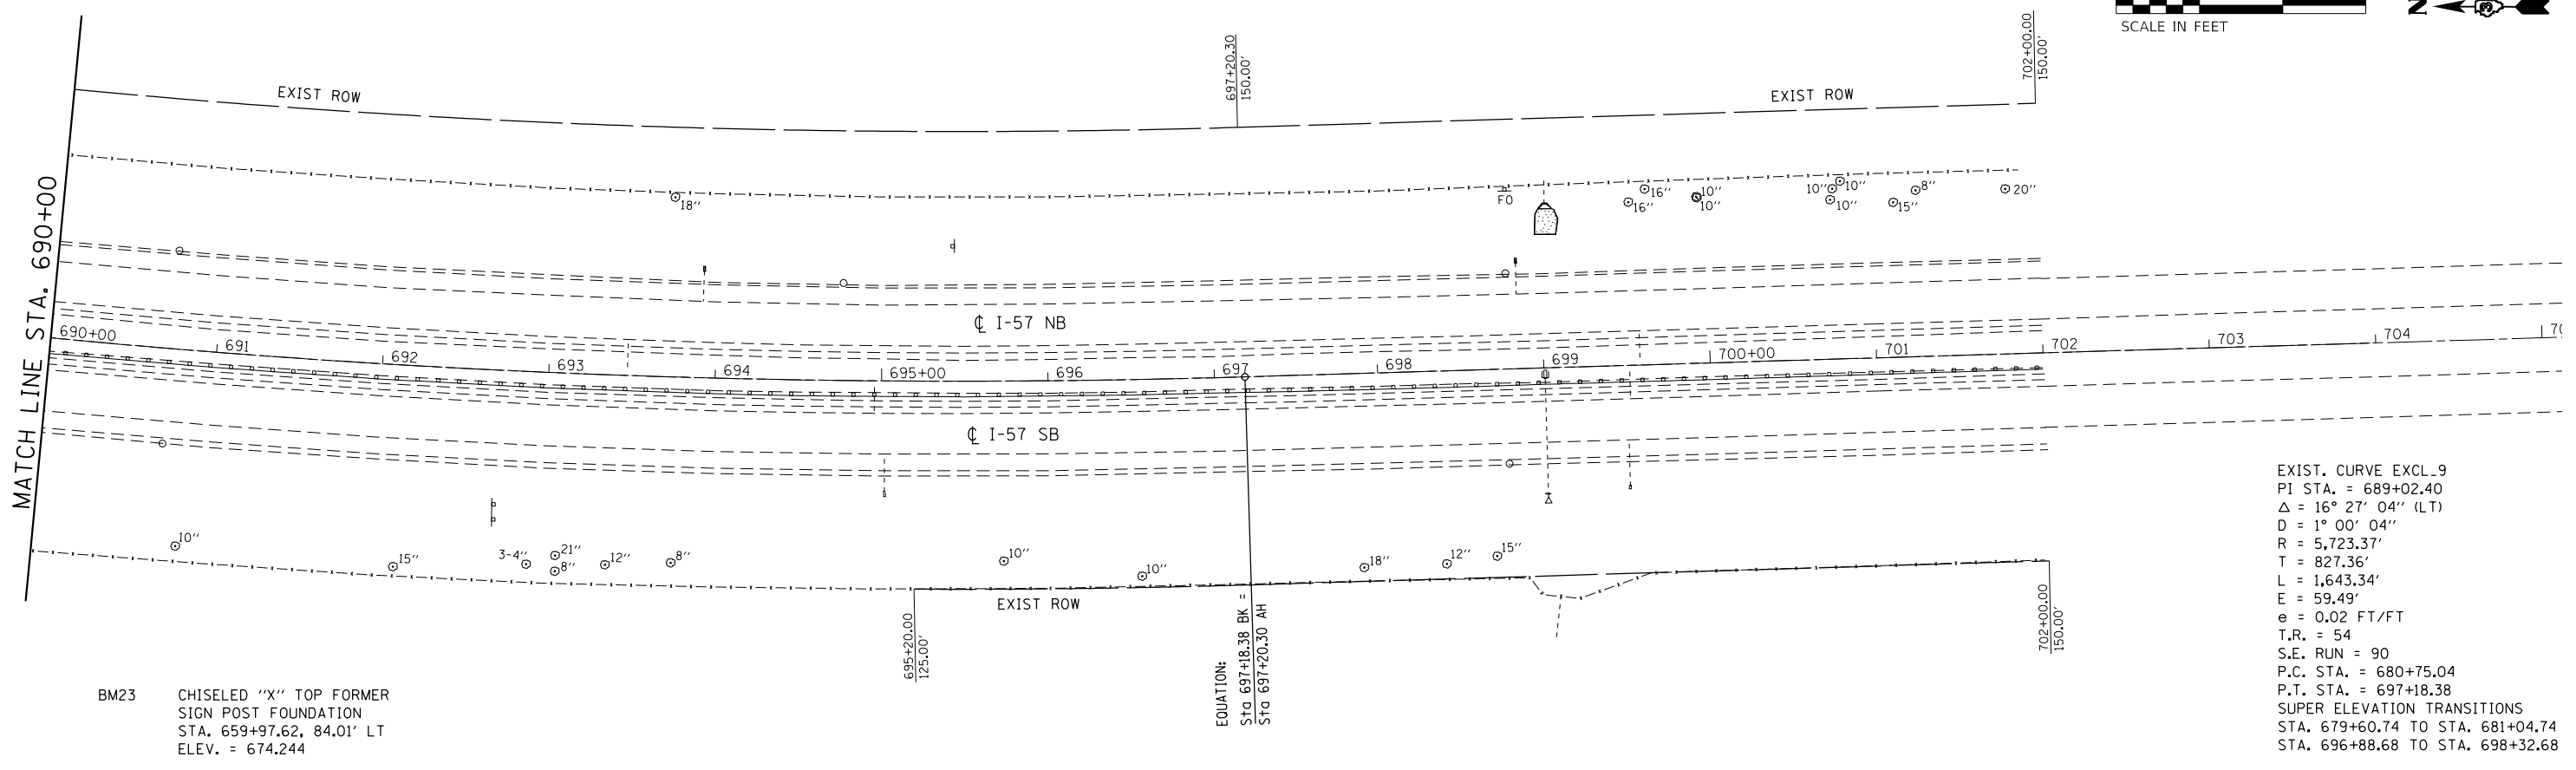 SCALE IN FEET
N
3
697+20.30
150.00'
702+00.00
150.00'
EXIST ROW
EXIST ROW
MATCH LINE STA. 690+00
18"
FO
16"
16"
10"
10"
10"
10"
10"
8"
15"
20"
℄ I-57 NB
690+00
691
692
693
694
695+00
696
697
698
699
700+00
701
702
703
704
℄ I-57 SB
10"
15"
3-4"
21"
8"
12"
8"
10"
10"
18"
12"
15"
EXIST ROW
695+20.00
125.00'
EQUATION:
Sta 697+18.38 BK =
Sta 697+20.30 AH
702+00.00
150.00'
BM23 CHISELED "X" TOP FORMER
SIGN POST FOUNDATION
STA. 659+97.62, 84.01' LT
ELEV. = 674.244
EXIST. CURVE EXCL_9
PI STA. = 689+02.40
Δ = 16° 27' 04" (LT)
D = 1° 00' 04"
R = 5,723.37'
T = 827.36'
L = 1,643.34'
E = 59.49'
e = 0.02 FT/FT
T.R. = 54
S.E. RUN = 90
P.C. STA. = 680+75.04
P.T. STA. = 697+18.38
SUPER ELEVATION TRANSITIONS
STA. 679+60.74 TO STA. 681+04.74
STA. 696+88.68 TO STA. 698+32.68